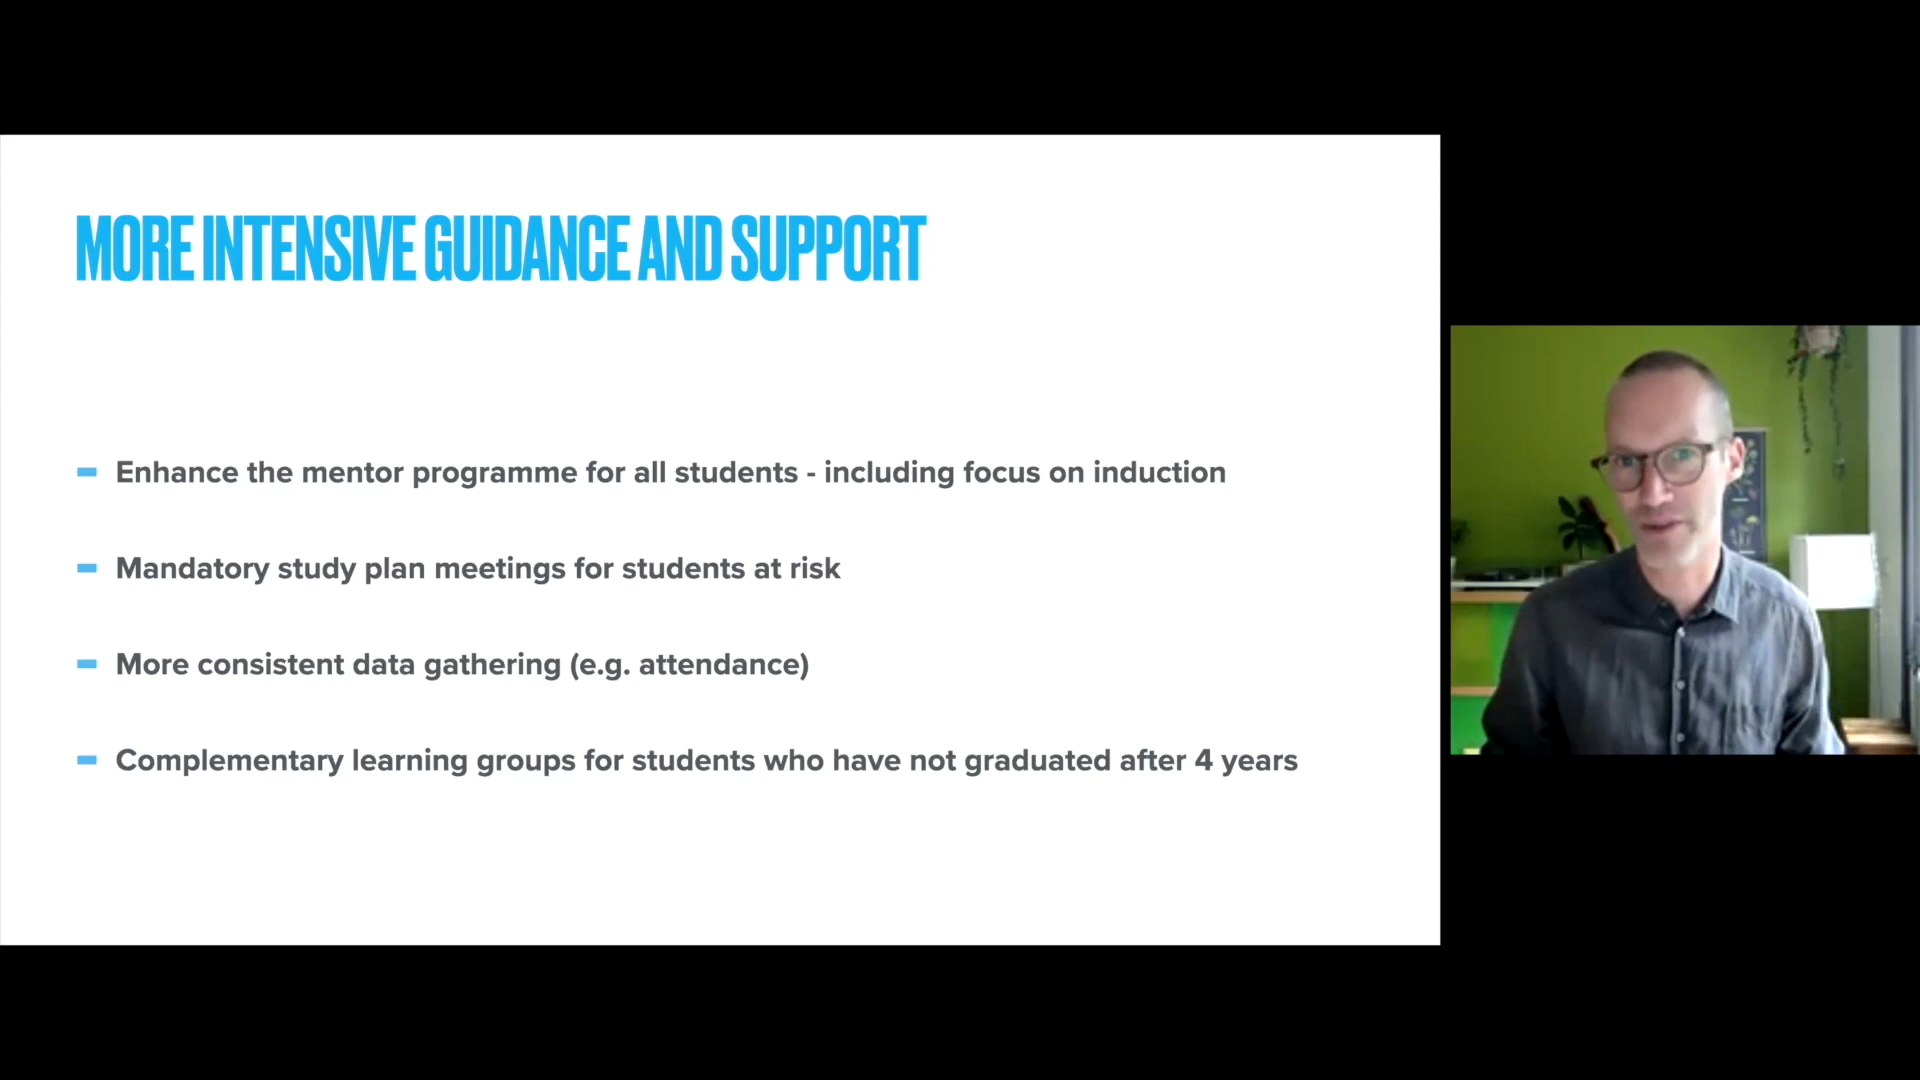 MORE INTENSIVE GUIDANCE AND SUPPORT
Enhance the mentor programme for all students - including focus on induction
Mandatory study plan meetings for students at risk
More consistent data gathering (e.g. attendance)
Complementary learning groups for students who have not graduated after 4 years